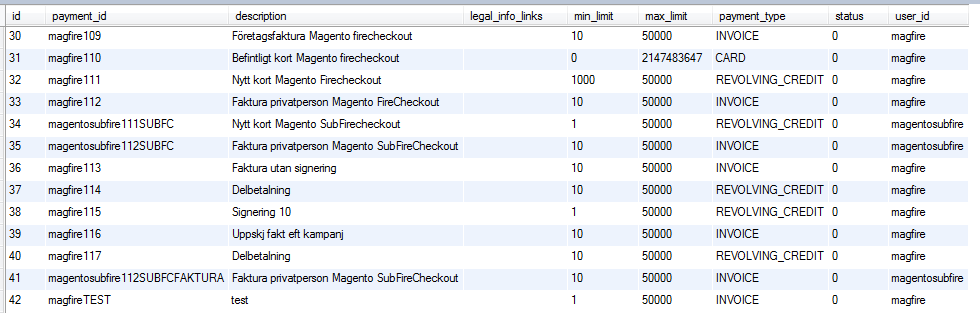 id payment_id description legal_info_links min_limit max_limit payment_type status user_id
30 magfire109 Företagsfaktura Magento firecheckout 10 50000 INVOICE 0 magfire
31 magfire110 Befintligt kort Magento firecheckout 0 2147483647 CARD 0 magfire
32 magfire111 Nytt kort Magento Firecheckout 1000 50000 REVOLVING_CREDIT 0 magfire
33 magfire112 Faktura privatperson Magento FireCheckout 10 50000 INVOICE 0 magfire
34 magentosubfire111SUBFC Nytt kort Magento SubFirecheckout 1 50000 REVOLVING_CREDIT 0 magentosubfire
35 magentosubfire112SUBFC Faktura privatperson Magento SubFireCheckout 10 50000 INVOICE 0 magentosubfire
36 magfire113 Faktura utan signering 10 50000 INVOICE 0 magfire
37 magfire114 Delbetalning 10 50000 REVOLVING_CREDIT 0 magfire
38 magfire115 Signering 10 1 50000 REVOLVING_CREDIT 0 magfire
39 magfire116 Uppskj fakt eft kampanj 10 50000 INVOICE 0 magfire
40 magfire117 Delbetalning 10 50000 REVOLVING_CREDIT 0 magfire
41 magentosubfire112SUBFCFAKTURA Faktura privatperson Magento SubFireCheckout 10 50000 INVOICE 0 magentosubfire
42 magfireTEST test 1 50000 INVOICE 0 magfire